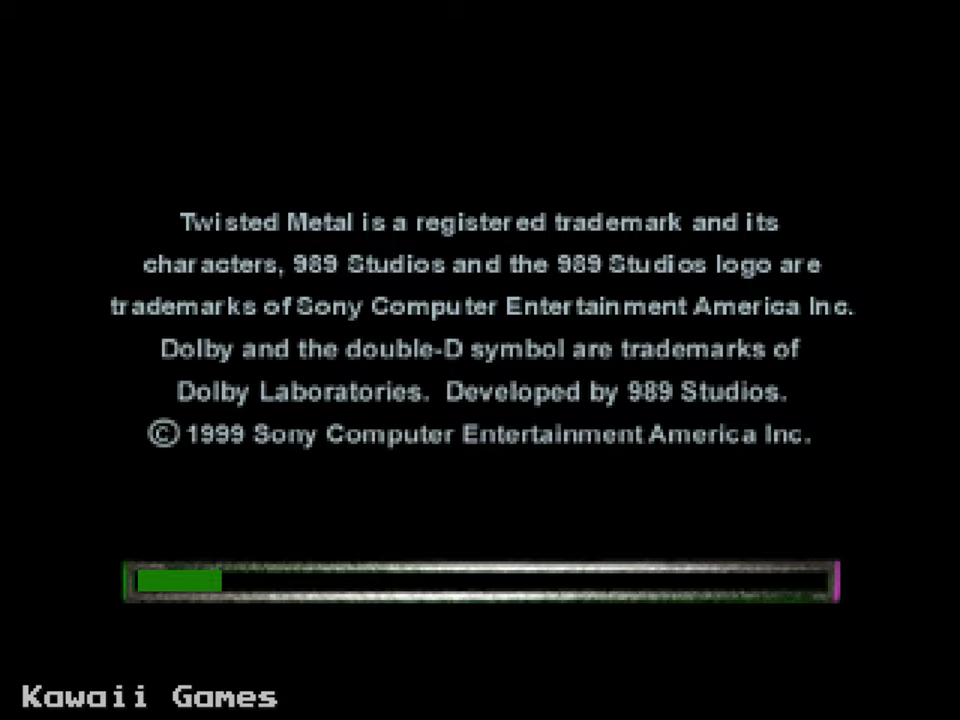 Twisted Metal is a registered trademark and its
characters, 989 Studios and the 989 Studios logo are
trademarks of Sony Computer Entertainment America Inc.
Dolby and the double-D symbol are trademarks of
Dolby Laboratories. Developed by 989 Studios.
© 1999 Sony Computer Entertainment America Inc.
Kawaii Games